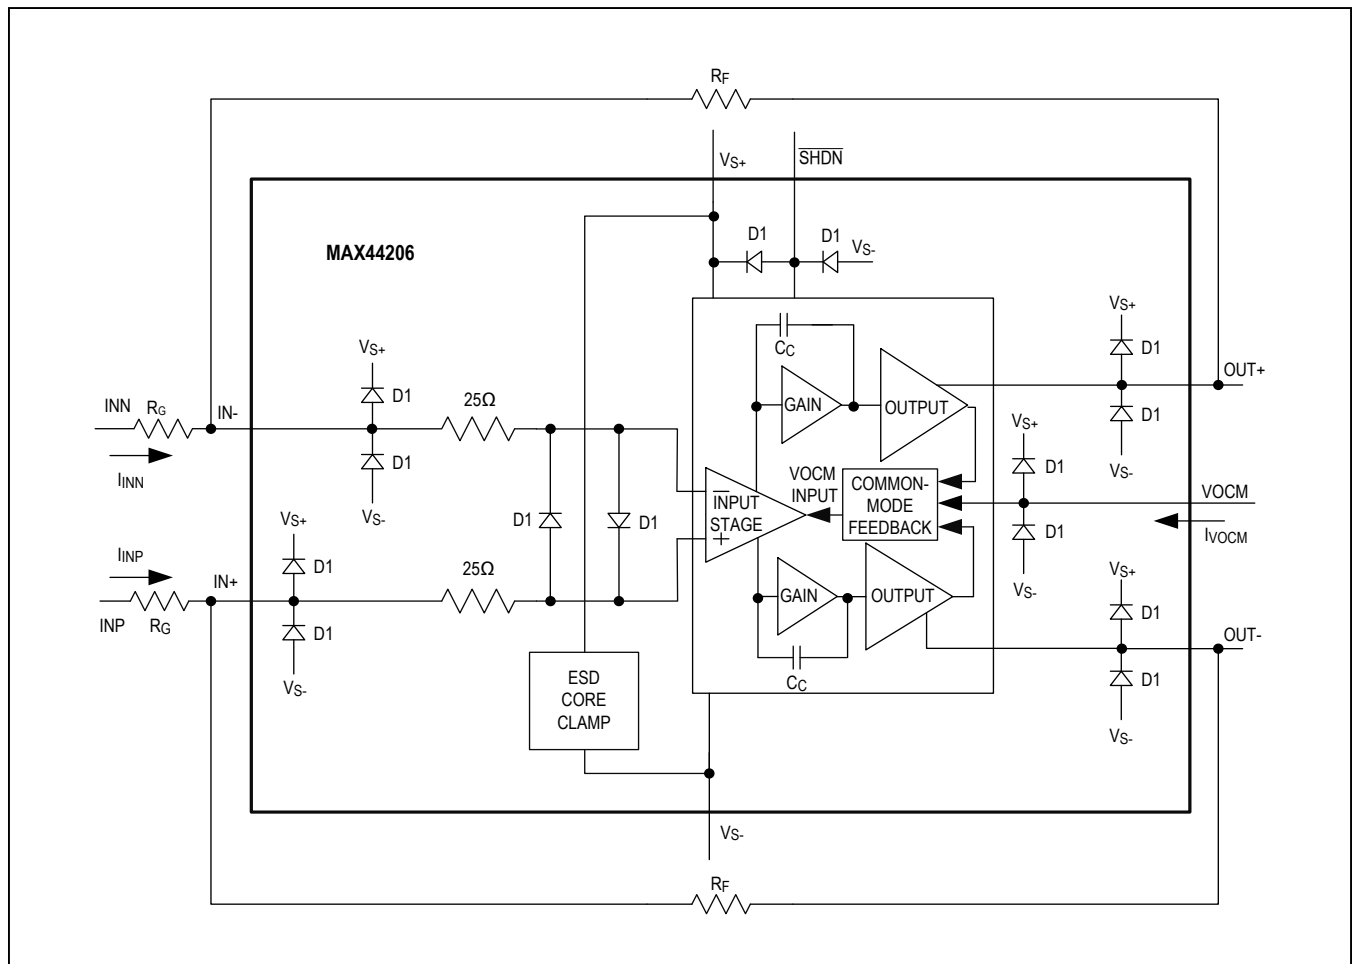 RF
VS+
SHDN
MAX44206
D1
D1
VS-
VS+
D1
D1
VS-
INN
RG
IN-
IINN
25Ω
CC
GAIN
OUTPUT
VS+
D1
D1
VS-
OUT+
VS+
D1
D1
VS-
VOCM
IVOCM
D1
D1
INPUT
STAGE
+
VOCM
INPUT
COMMON-
MODE
FEEDBACK
VS+
D1
D1
VS-
IINP
IN+
INP
RG
25Ω
GAIN
OUTPUT
CC
VS+
D1
D1
VS-
OUT-
ESD
CORE
CLAMP
VS-
RF